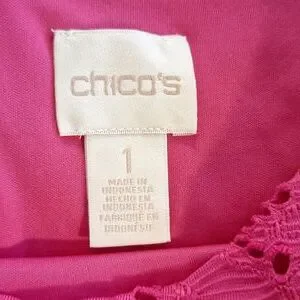 chico's
1
MADE IN
INDONESIA
HECHO EN
INDONESIA
FABRIQUÉ EN
INDONÉSIE